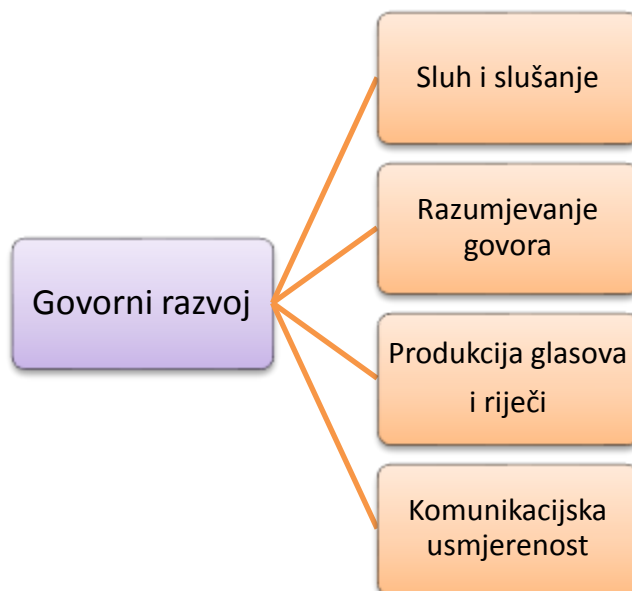 Govorni razvoj
Sluh i slušanje
Razumjevanje
govora
Produkcija glasova
i riječi
Komunikacijska
usmjerenost